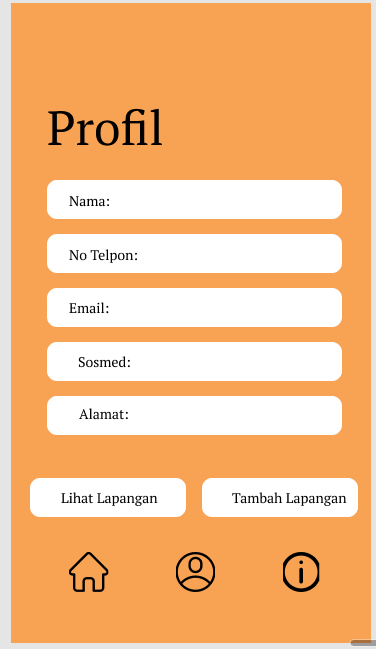 Profil
Nama:
No Telpon:
Email:
Sosmed:
Alamat:
Lihat Lapangan
Tambah Lapangan